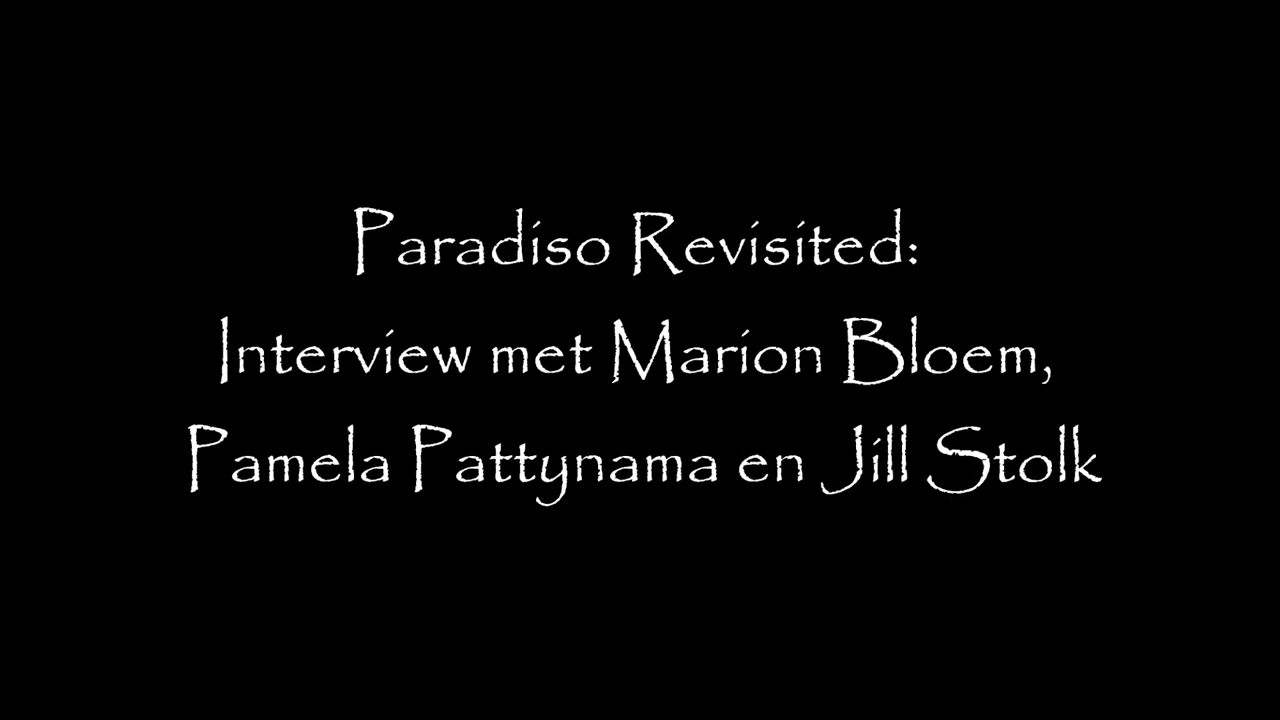 Paradiso Revisited:
Interview met Marion Bloem,
Pamela Pattynama en Jill Stolk